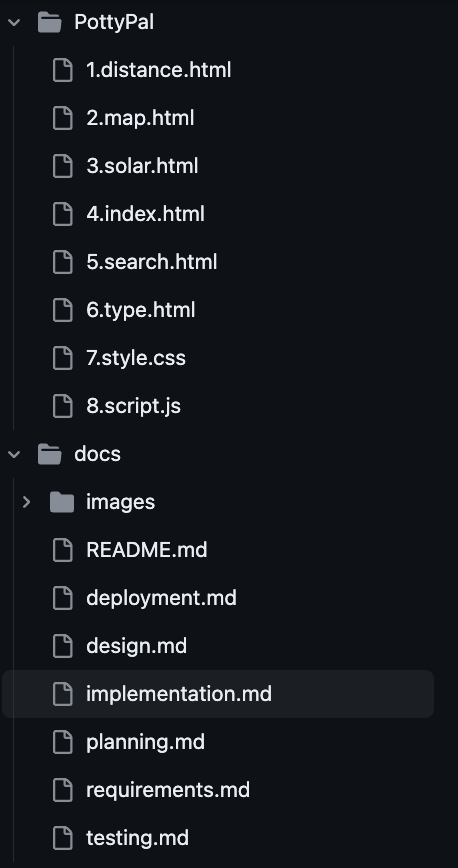 PottyPal
1.distance.html
2.map.html
3.solar.html
4.index.html
5.search.html
6.type.html
7.style.css
8.script.js
docs
images
README.md
deployment.md
design.md
implementation.md
planning.md
requirements.md
testing.md